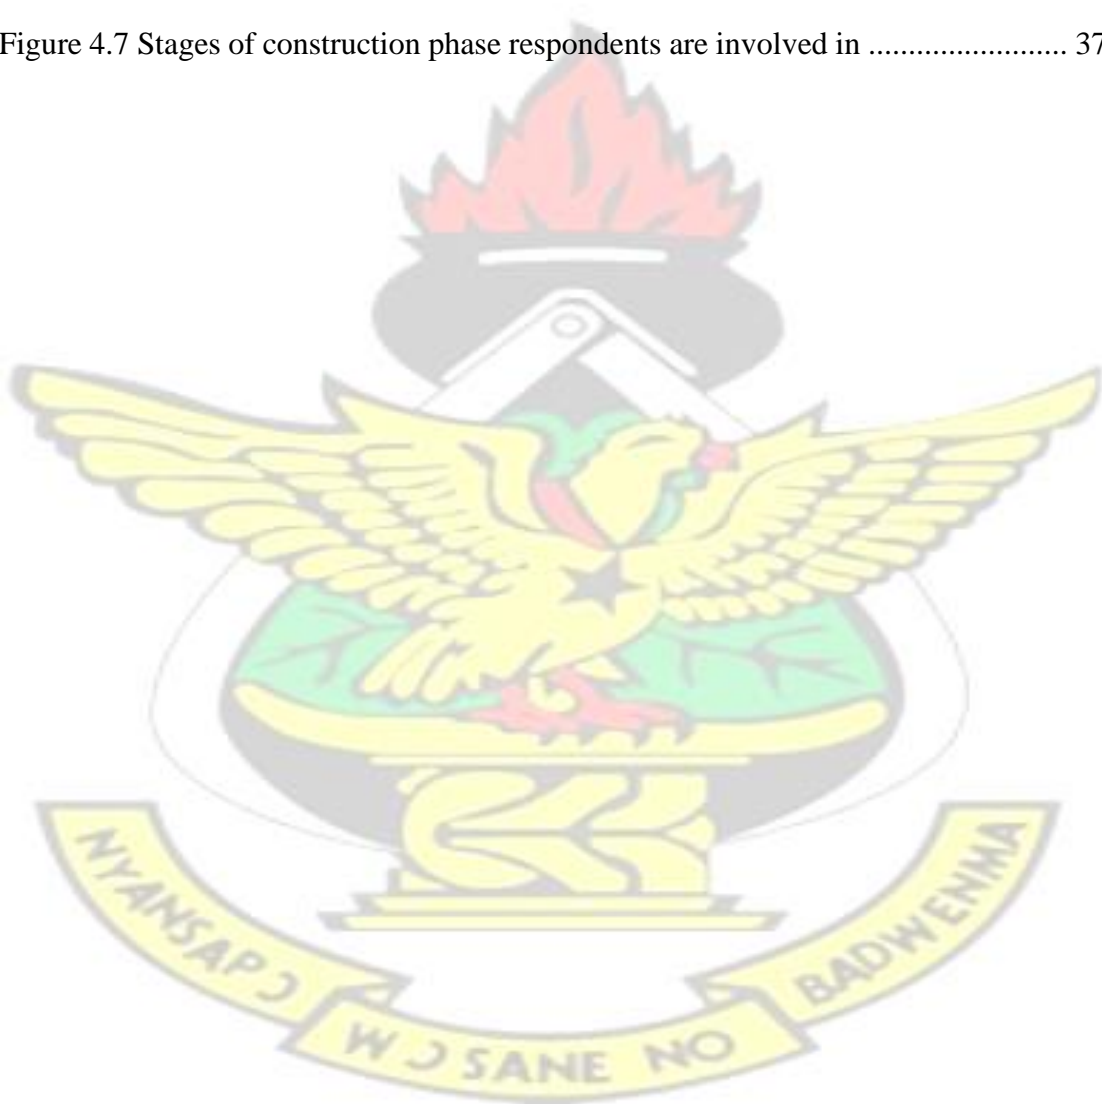 Figure 4.7 Stages of construction phase respondents are involved in ......................... 37
NYANSAPƆ
WƆSANE NO
BADWENMA